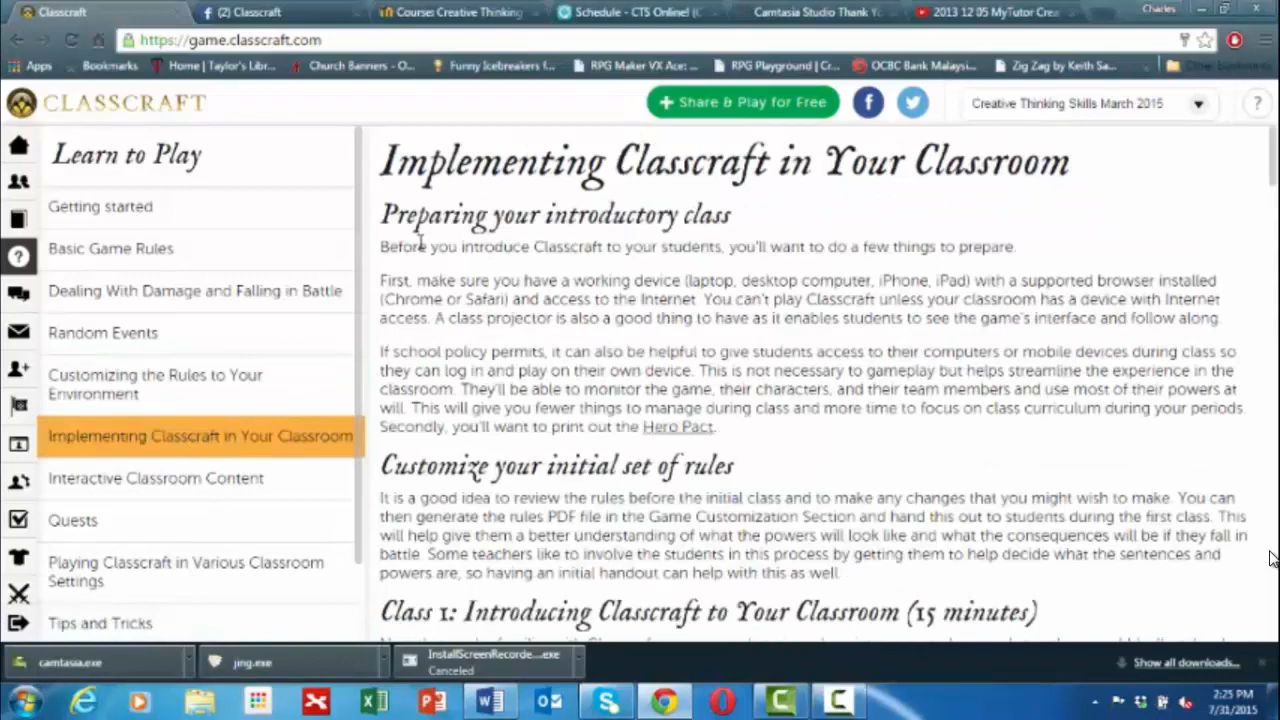 Classcraft
(2) Classcraft
Course: Creative Thinking
Schedule - CTS Online! (C
Camtasia Studio Thank Y
2013 12 05 MyTutor Crea
Charles
https://game.classcraft.com
Apps
Bookmarks
Home | Taylor's Libr...
Church Banners - O...
Funny Icebreakers f...
RPG Maker VX Ace: ...
RPG Playground | Cr...
OCBC Bank Malaysi...
Zig Zag by Keith Sa...
Other bookmarks
CLASSCRAFT
+ Share & Play for Free
Creative Thinking Skills March 2015
?
Learn to Play
Getting started
Basic Game Rules
Dealing With Damage and Falling in Battle
Random Events
Customizing the Rules to Your
Environment
Implementing Classcraft in Your Classroom
Interactive Classroom Content
Quests
Playing Classcraft in Various Classroom
Settings
Tips and Tricks
Implementing Classcraft in Your Classroom
Preparing your introductory class
Before you introduce Classcraft to your students, you'll want to do a few things to prepare.
First, make sure you have a working device (laptop, desktop computer, iPhone, iPad) with a supported browser installed
(Chrome or Safari) and access to the Internet. You can't play Classcraft unless your classroom has a device with Internet
access. A class projector is also a good thing to have as it enables students to see the game's interface and follow along.
If school policy permits, it can also be helpful to give students access to their computers or mobile devices during class so
they can log in and play on their own device. This is not necessary to gameplay but helps streamline the experience in the
classroom. They'll be able to monitor the game, their characters, and their team members and use most of their powers at
will. This will give you fewer things to manage during class and more time to focus on class curriculum during your periods.
Secondly, you'll want to print out the Hero Pact.
Customize your initial set of rules
It is a good idea to review the rules before the initial class and to make any changes that you might wish to make. You can
then generate the rules PDF file in the Game Customization Section and hand this out to students during the first class. This
will help give them a better understanding of what the powers will look like and what the consequences will be if they fall in
battle. Some teachers like to involve the students in this process by getting them to help decide what the sentences and
powers are, so having an initial handout can help with this as well.
Class 1: Introducing Classcraft to Your Classroom (15 minutes)
camtasia.exe
jing.exe
InstallScreenRecorde....exe
Canceled
Show all downloads...
2:25 PM
7/31/2015